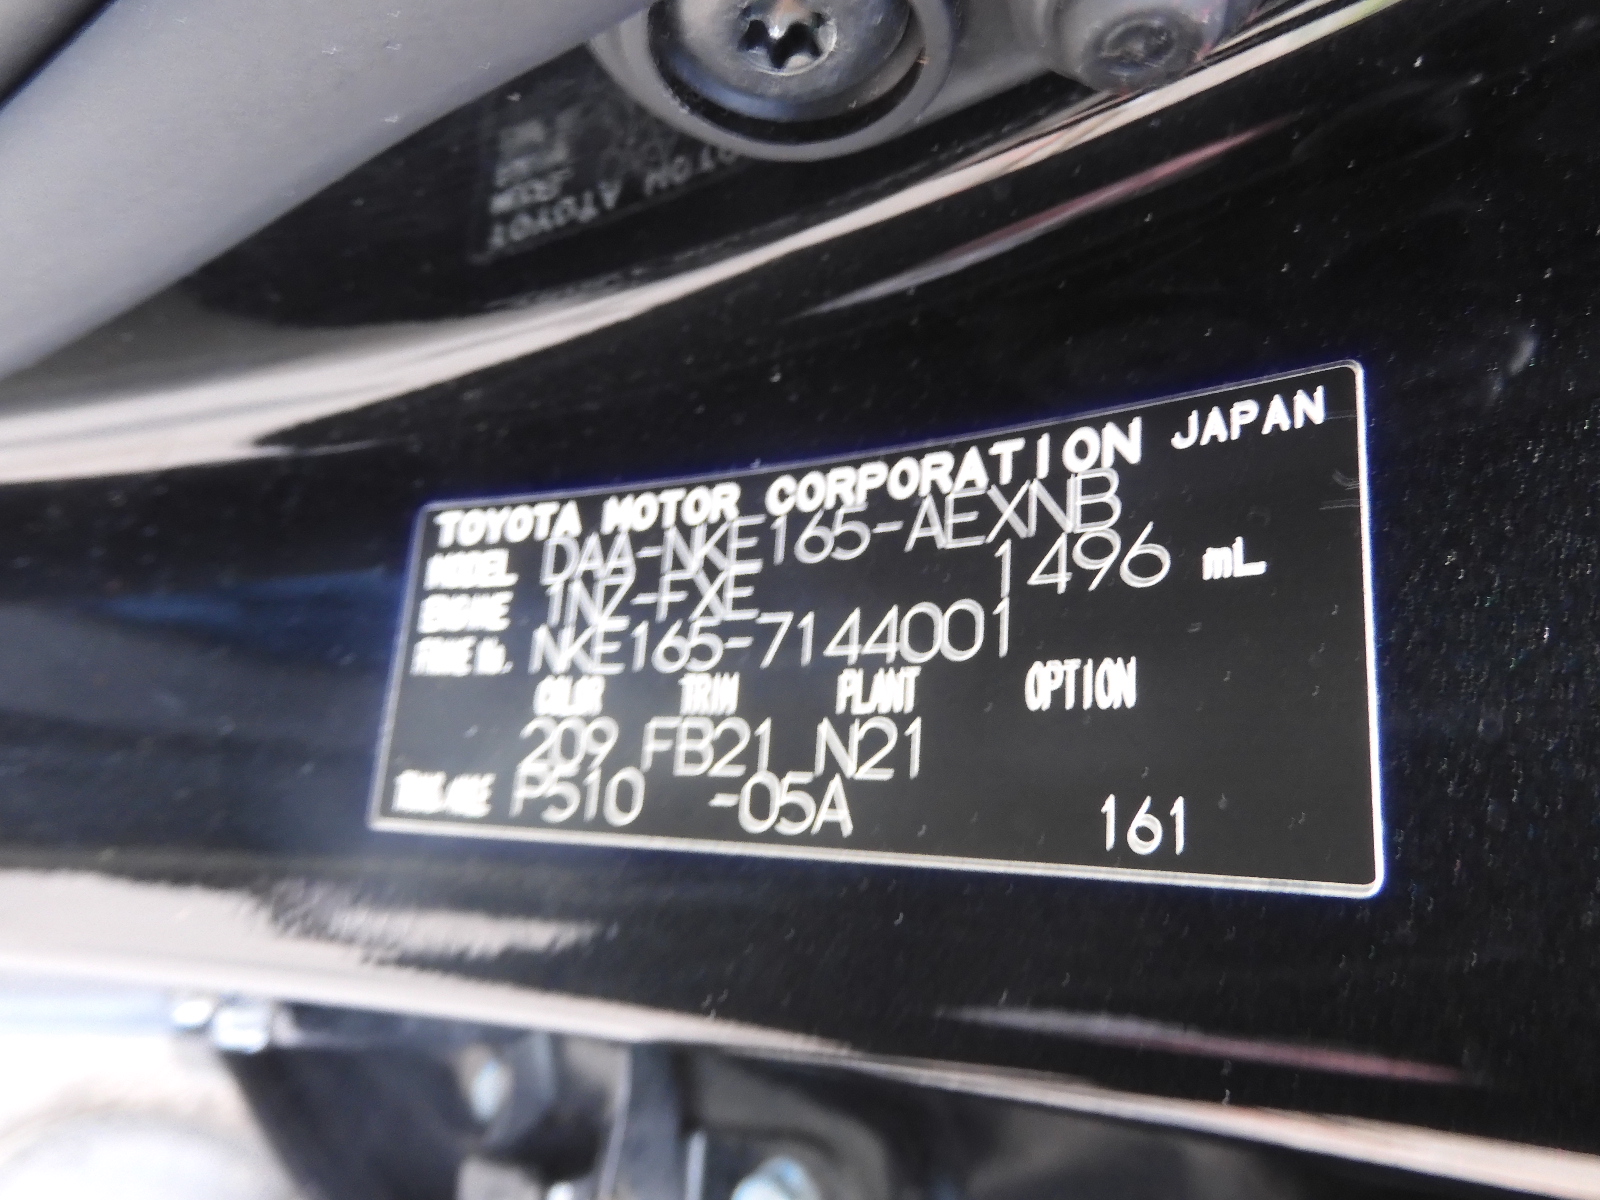 TOYOTA MOTOR CORPORATION JAPAN
MODEL DAA-NKE165-AEXNB
ENGINE 1NZ-FXE 1496 mL
FRAME No. NKE165-7144001
COLOR TRIM PLANT OPTION
209 FB21 N21
TRANS./AXLE P510 -05A 161